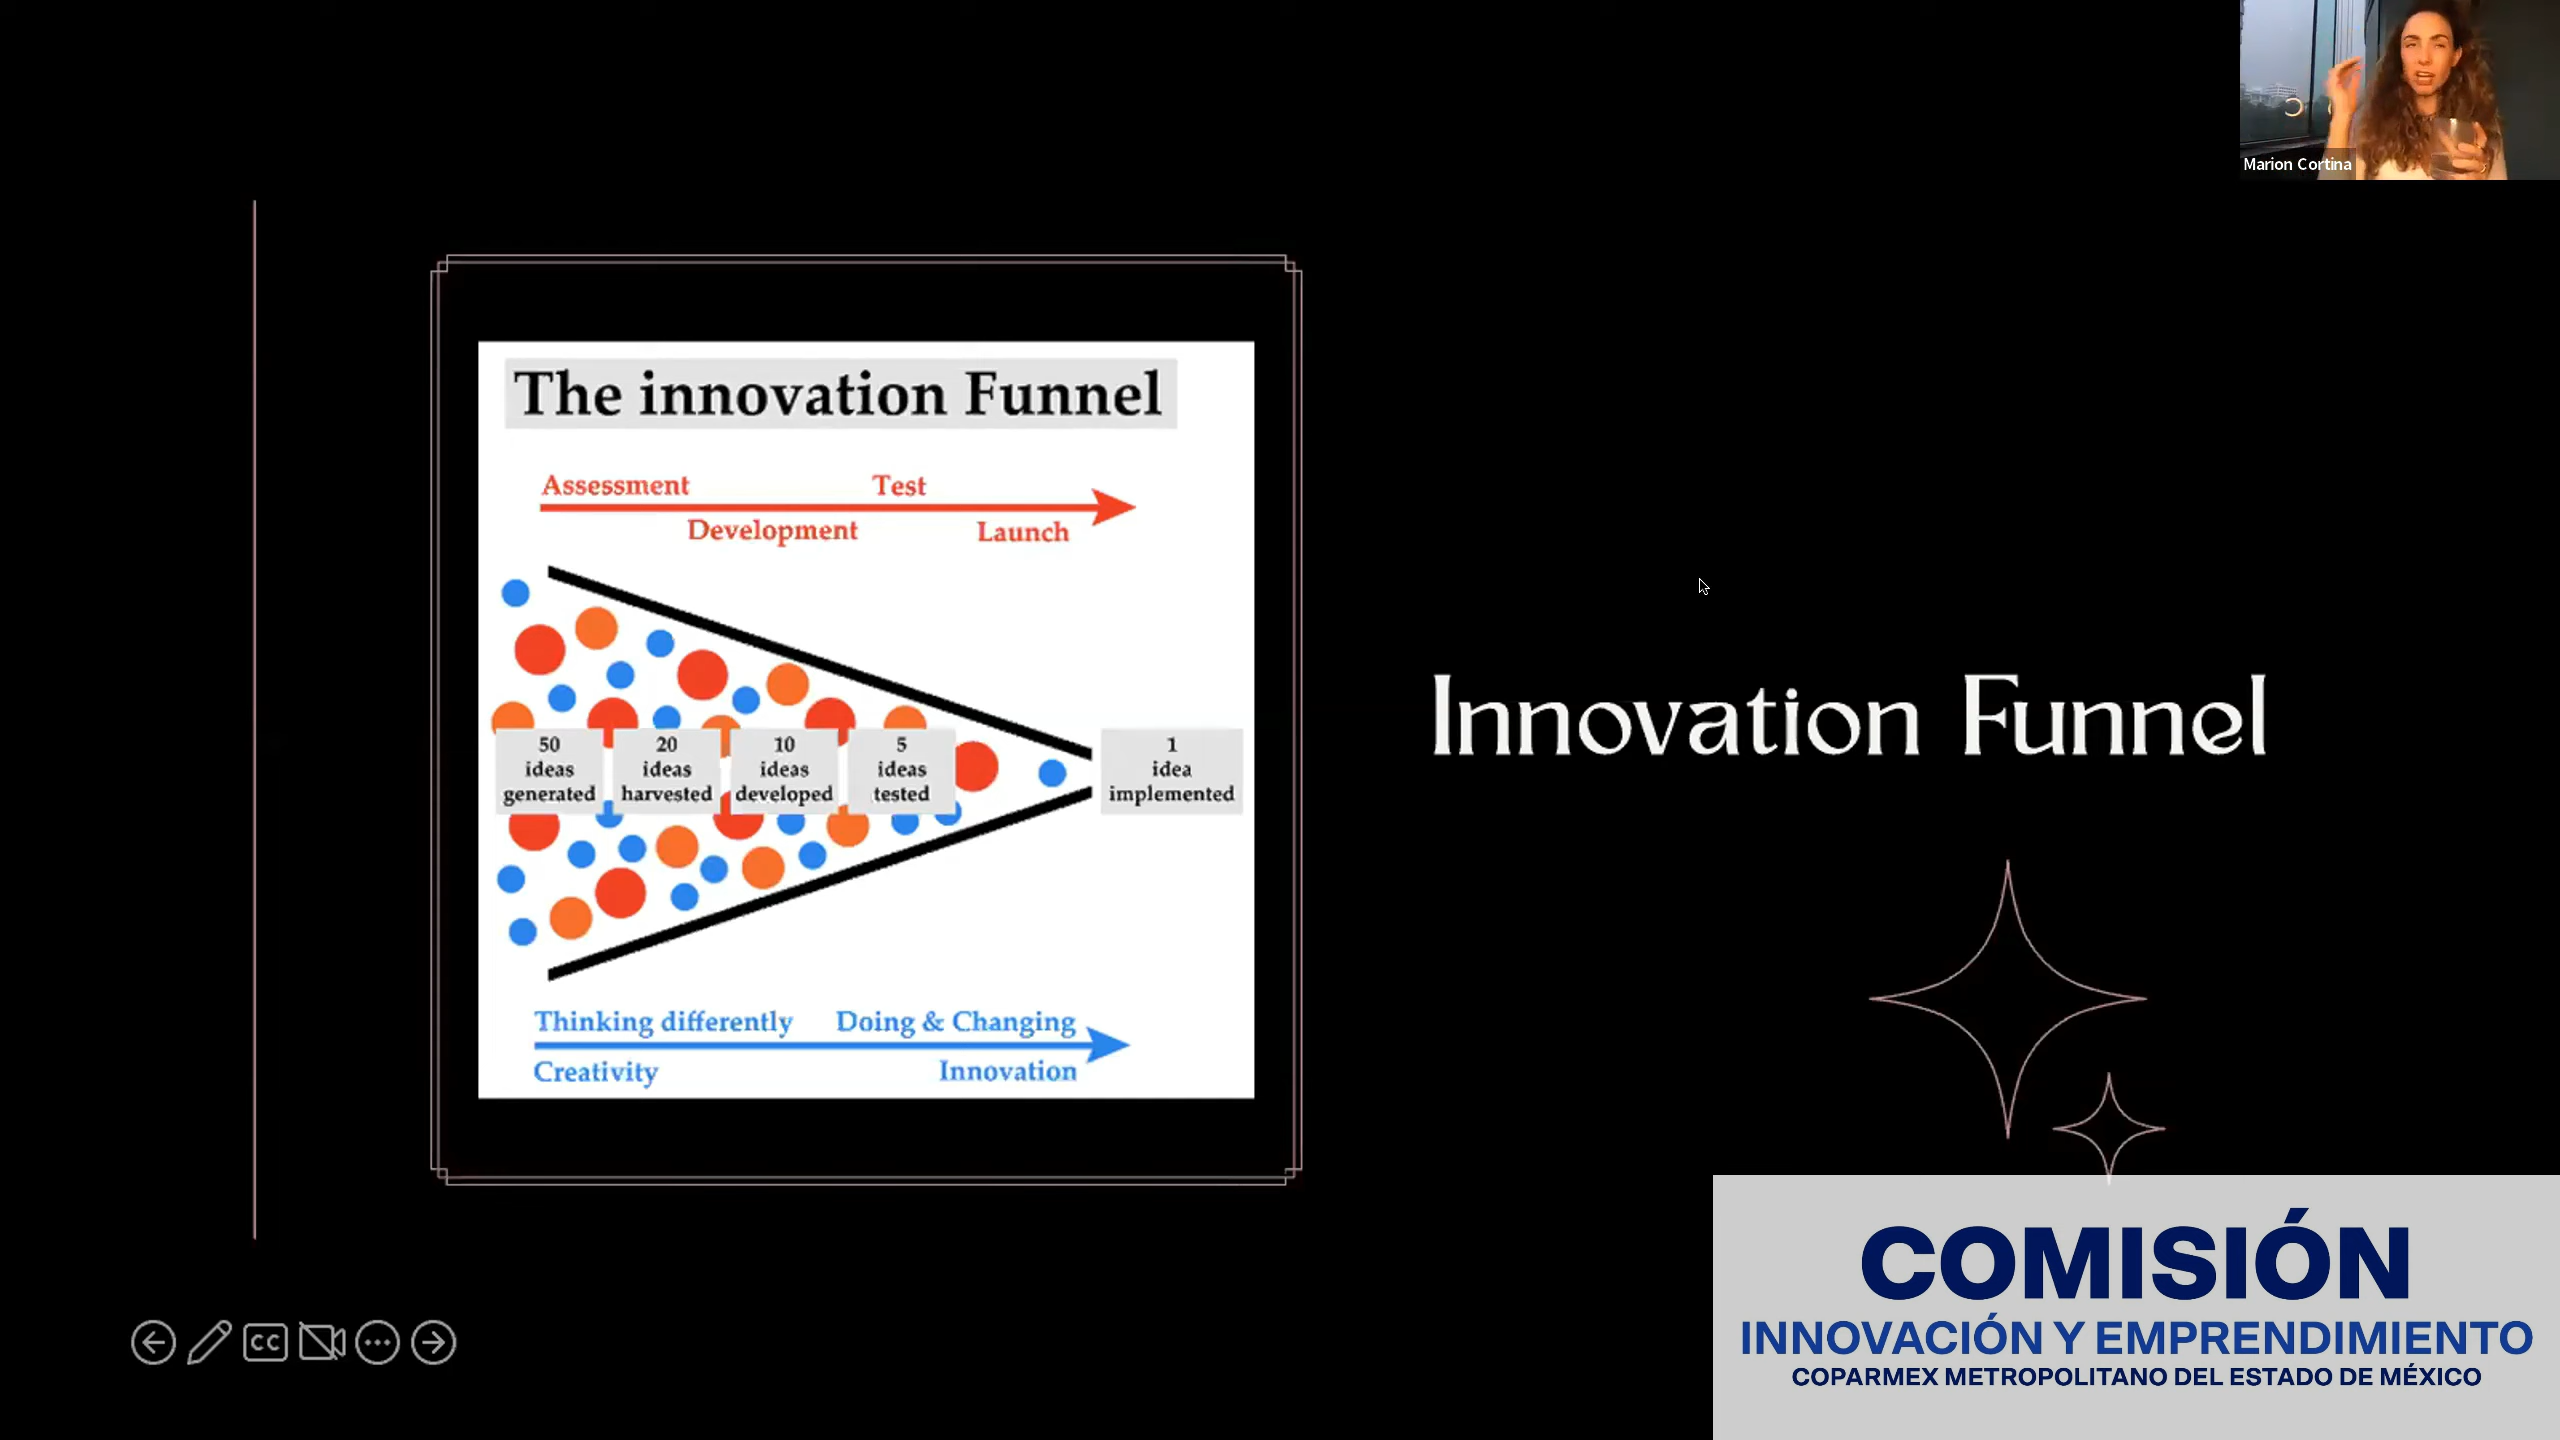 Marion Cortina
The innovation Funnel
Assessment
Test
Development
Launch
50
ideas
generated
20
ideas
harvested
10
ideas
developed
5
ideas
tested
1
idea
implemented
Thinking differently
Doing & Changing
Creativity
Innovation
Innovation Funnel
CC
COMISIÓN
INNOVACIÓN Y EMPRENDIMIENTO
COPARMEX METROPOLITANO DEL ESTADO DE MÉXICO